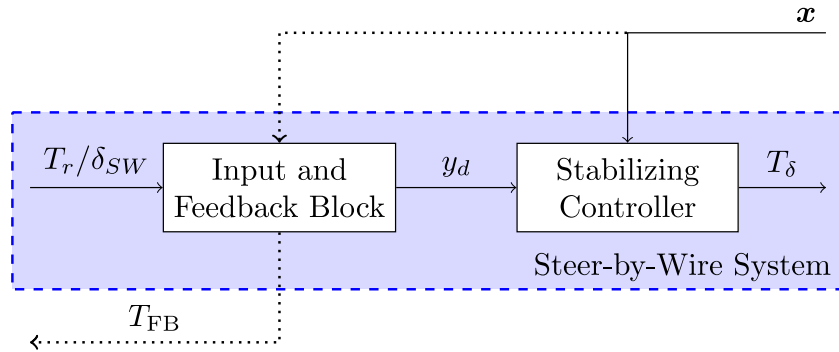 x
T_r/δ_SW
Input and
Feedback Block
y_d
Stabilizing
Controller
T_δ
Steer-by-Wire System
T_FB